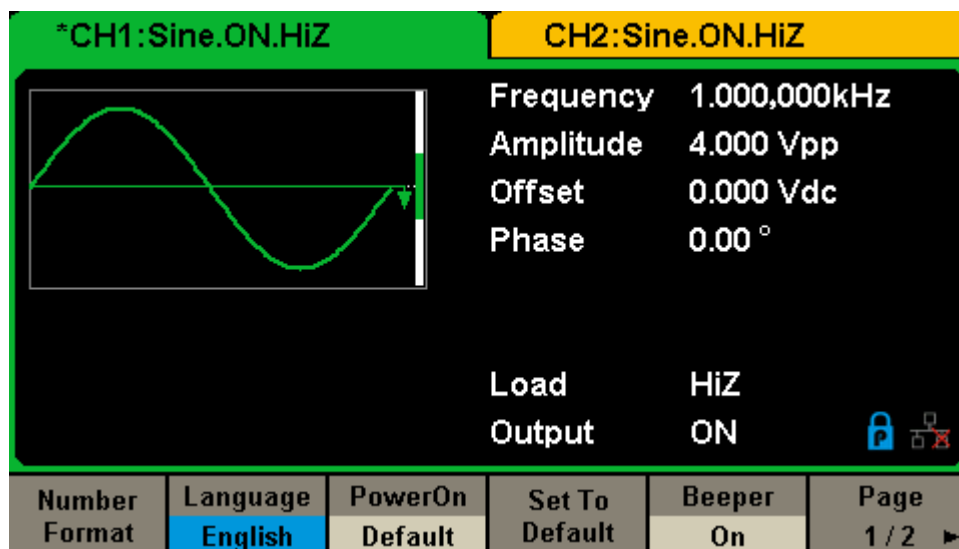 *CH1:Sine.ON.HiZ
CH2:Sine.ON.HiZ
Frequency 1.000,000kHz
Amplitude 4.000 Vpp
Offset 0.000 Vdc
Phase 0.00 °
Load HiZ
Output ON
P
Number Format
Language English
PowerOn Default
Set To Default
Beeper On
Page 1/2 ►